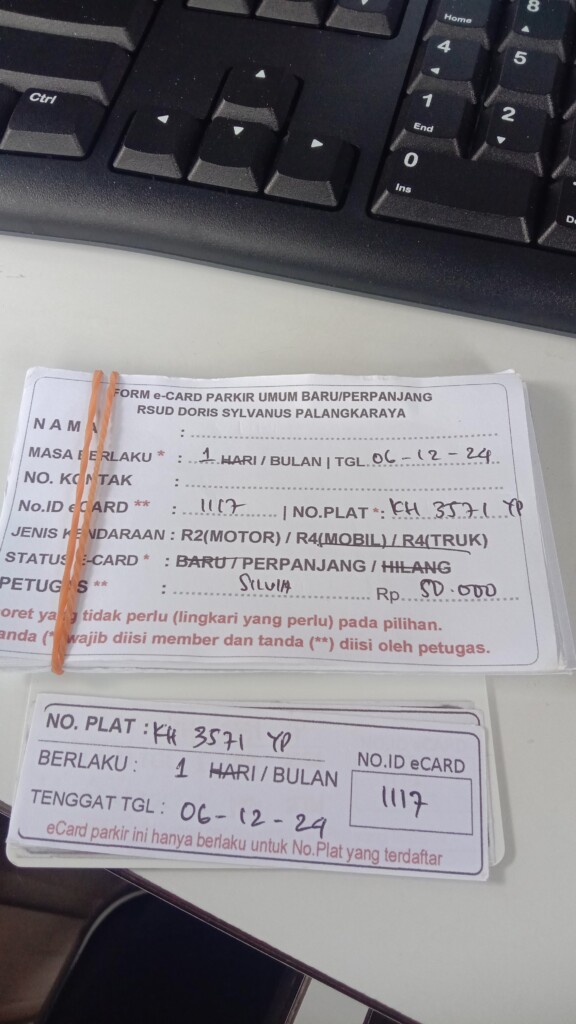 Home
8
4
5
Ctrl
1
End
2
0
Ins
FORM e-CARD PARKIR UMUM BARU/PERPANJANG
RSUD DORIS SYLVANUS PALANGKARAYA
NAMA :
MASA BERLAKU * : 1 HARI / BULAN | TGL 06-12-24
NO. KONTAK :
No.ID eCARD ** : 1117 | NO.PLAT *: KH 3571 YP
JENIS KENDARAAN : R2(MOTOR) / R4(MOBIL) / R4(TRUK)
STATUS E-CARD * : BARU / PERPANJANG / HILANG
PETUGAS ** : SILVIA Rp 50.000
oret yang tidak perlu (lingkari yang perlu) pada pilihan.
anda (*) wajib diisi member dan tanda (**) diisi oleh petugas.
NO. PLAT : KH 3571 YP
BERLAKU : 1 HARI / BULAN
NO.ID eCARD
1117
TENGGAT TGL : 06-12-24
eCard parkir ini hanya berlaku untuk No.Plat yang terdaftar